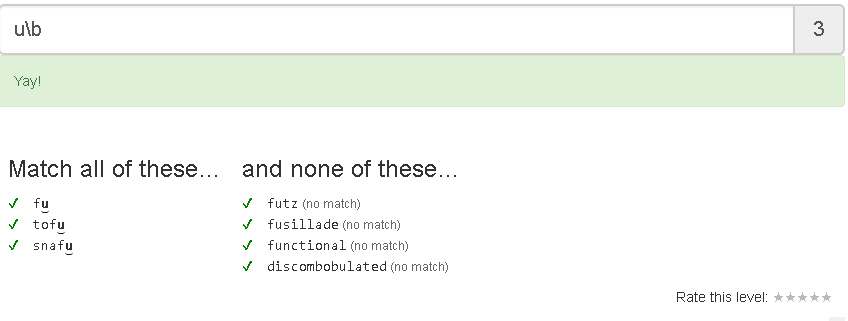 u\b 3
Yay!
Match all of these... and none of these...
✓ fu ✓ futz (no match)
✓ tofu ✓ fusillade (no match)
✓ snafu ✓ functional (no match)
✓ discombobulated (no match)
Rate this level: ★★★★★